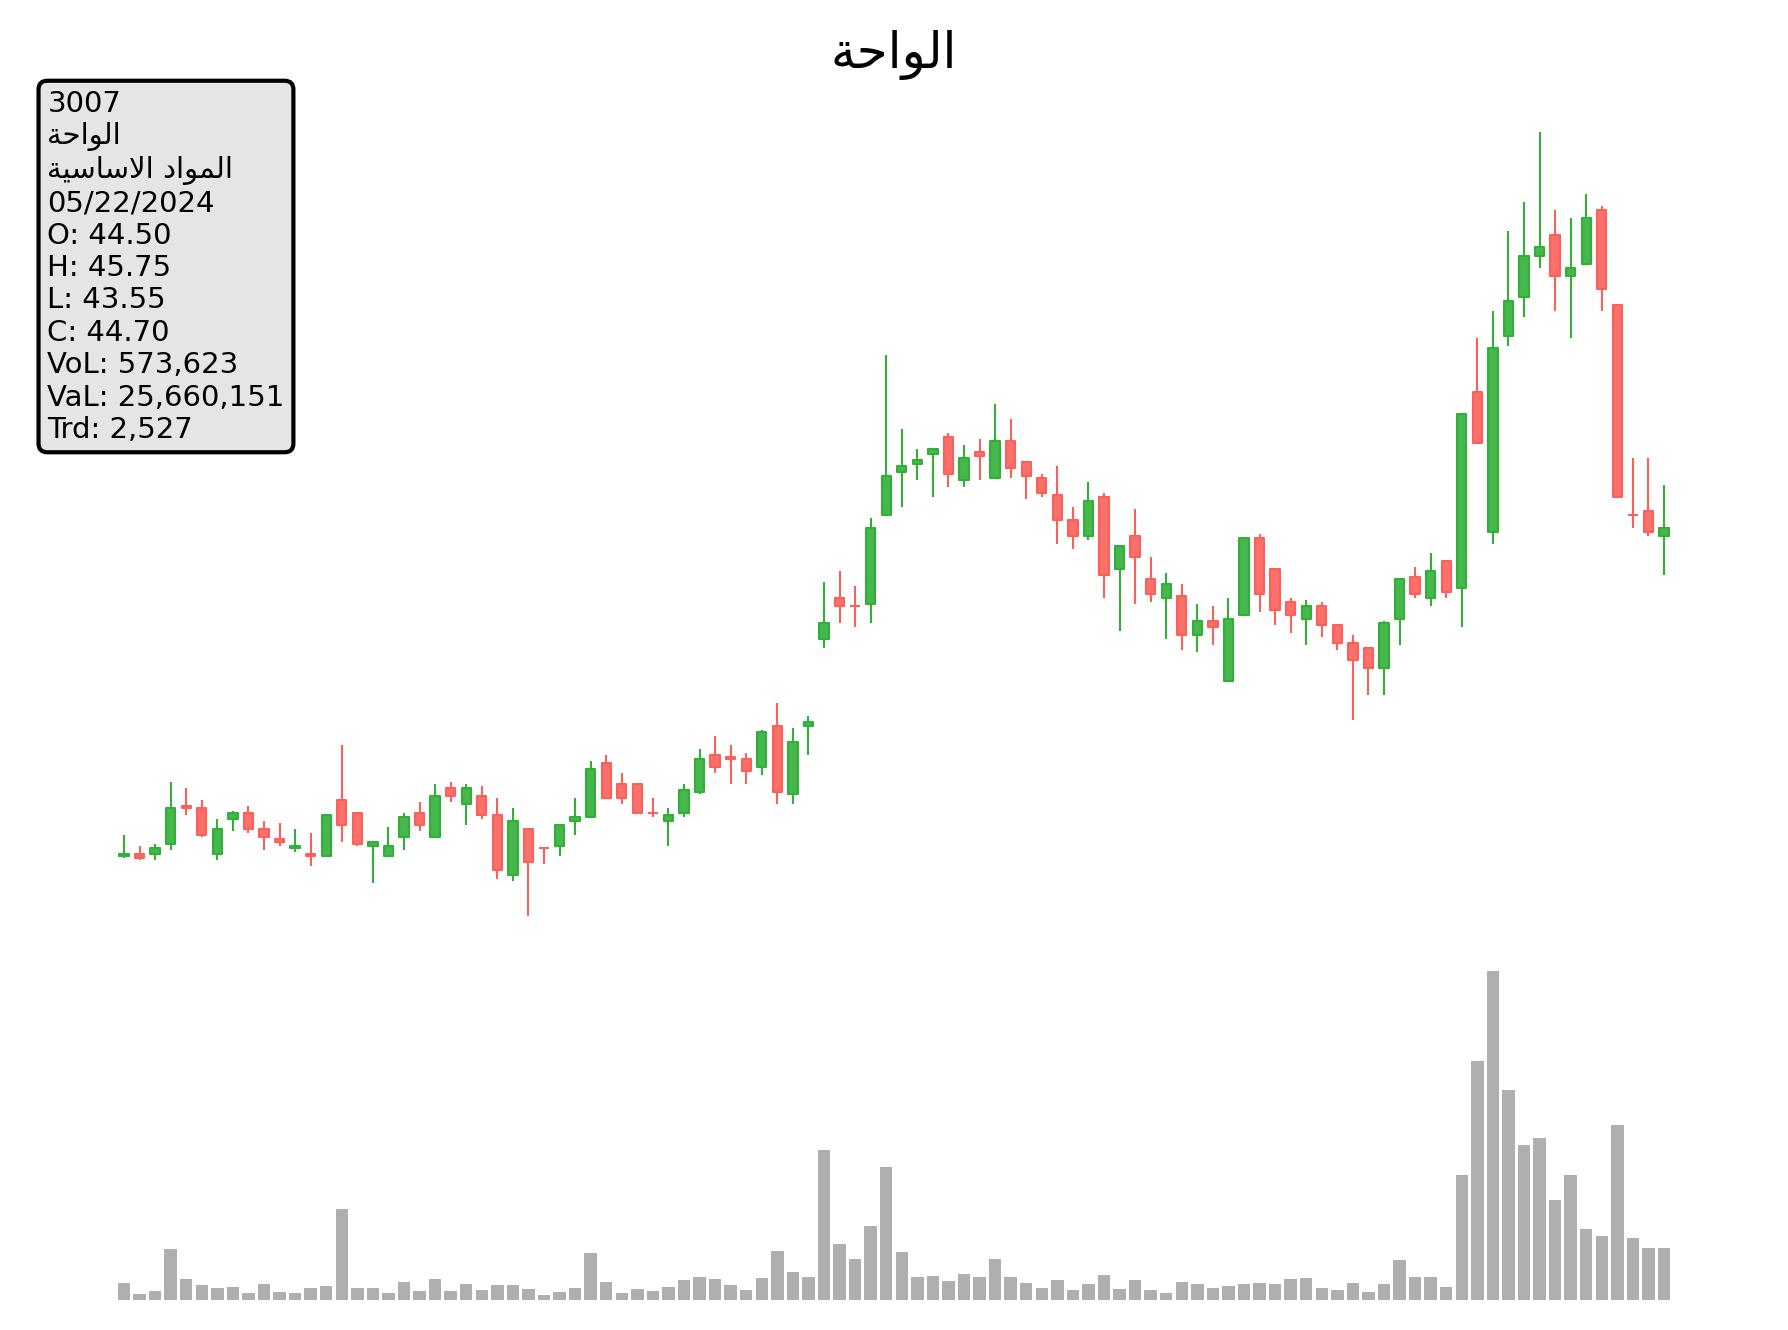 الواحة
3007
الواحة
المواد الاساسية
05/22/2024
O: 44.50
H: 45.75
L: 43.55
C: 44.70
VoL: 573,623
VaL: 25,660,151
Trd: 2,527